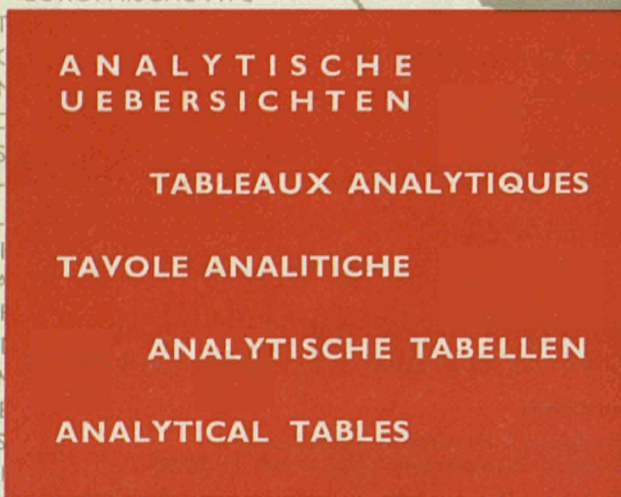 ANALYTISCHE
UEBERSICHTEN
TABLEAUX ANALYTIQUES
TAVOLE ANALITICHE
ANALYTISCHE TABELLEN
ANALYTICAL TABLES